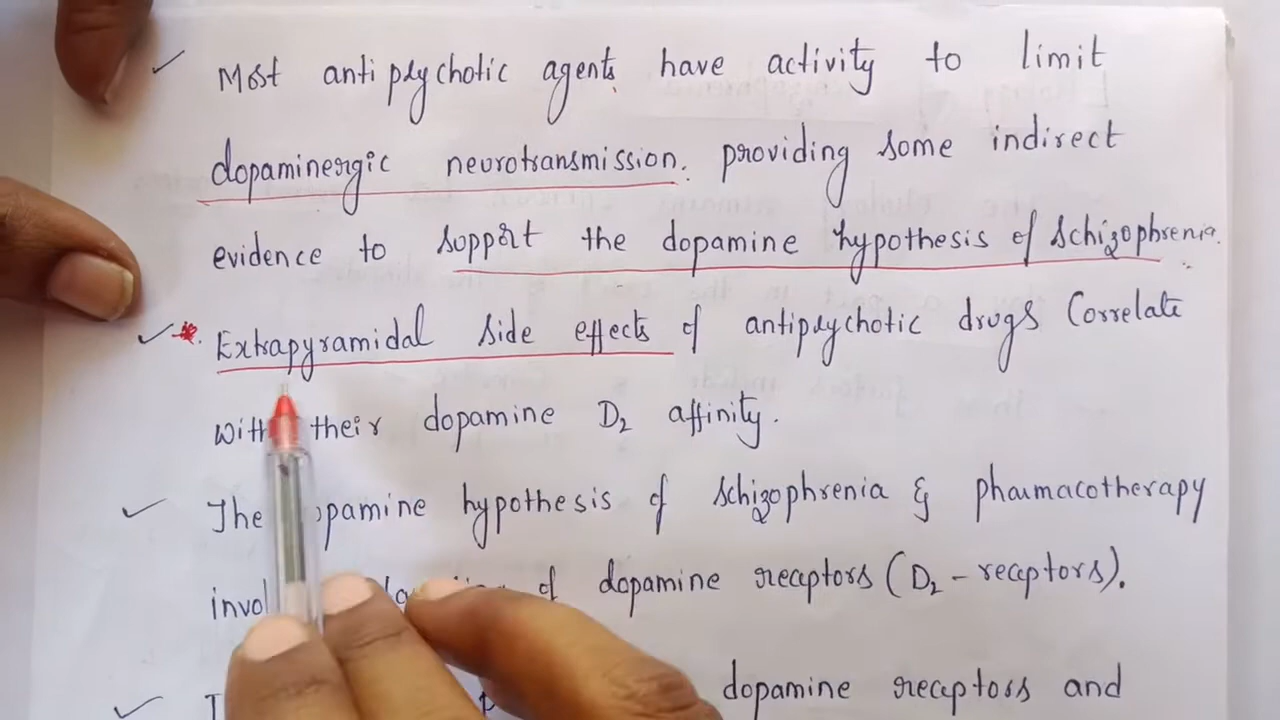 Most antipsychotic agents have activity to limit
dopaminergic neurotransmission. providing some indirect
evidence to support the dopamine hypothesis of Schizophrenia.
Extrapyramidal side effects of antipsychotic drugs Correlate
with their dopamine D2 affinity.
The hypothesis of Schizophrenia & pharmacotherapy
of dopamine receptors (D2 - receptors).
dopamine receptors and